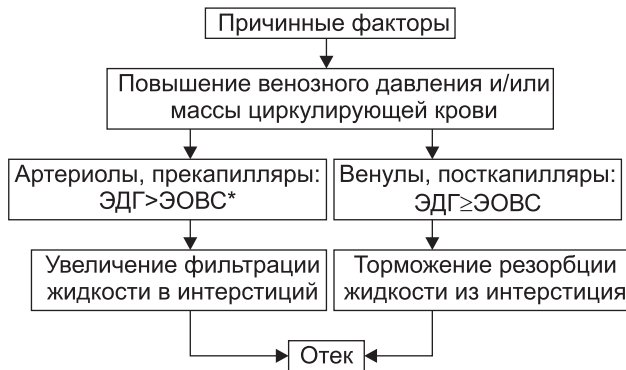 Причинные факторы
Повышение венозного давления и/или
массы циркулирующей крови
Артериолы, прекапилляры:
ЭДГ>ЭОВС*
Венулы, посткапилляры:
ЭДГ≥ЭОВС
Увеличение фильтрации
жидкости в интерстиций
Торможение резорбции
жидкости из интерстиция
Отек